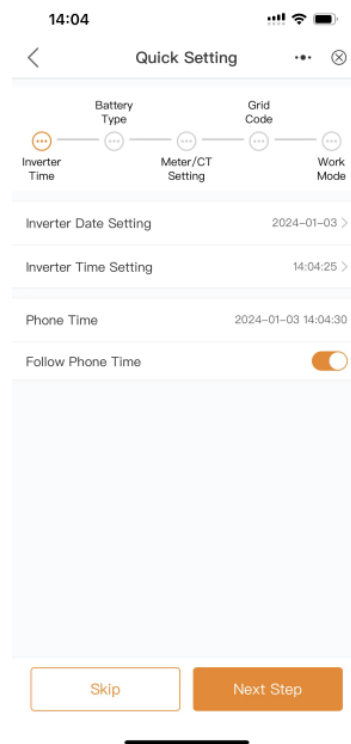 14:04
Quick Setting
Battery
Type
Grid
Code
Inverter
Time
Meter/CT
Setting
Work
Mode
Inverter Date Setting 2024-01-03
Inverter Time Setting 14:04:25
Phone Time 2024-01-03 14:04:30
Follow Phone Time
Skip Next Step